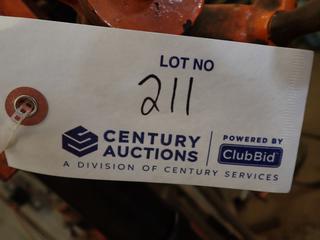 LOT NO
211
CENTURY AUCTIONS
POWERED BY
ClubBid
A DIVISION OF CENTURY SERVICES